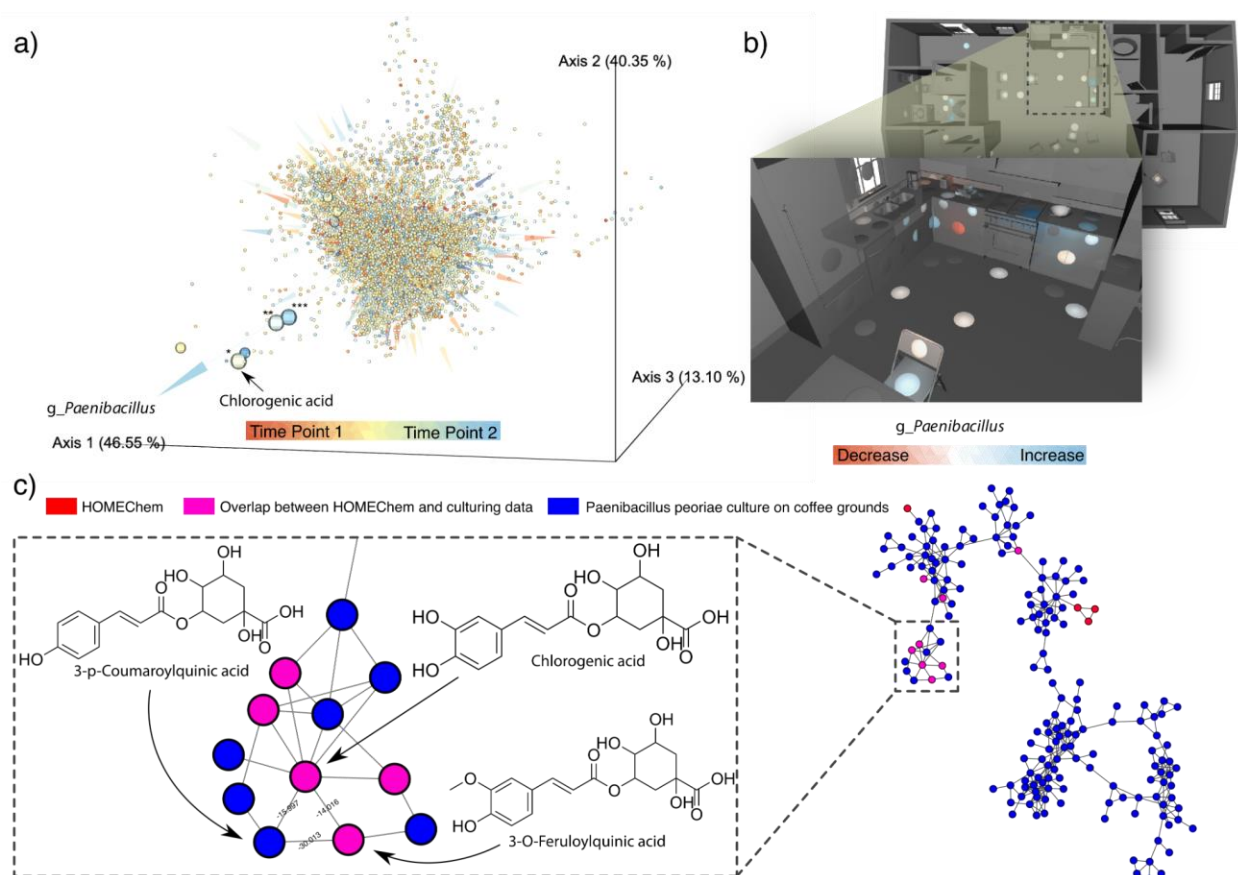 a)
Axis 2 (40.35 %)
**
***
*
Chlorogenic acid
g_Paenibacillus
Axis 1 (46.55 %)
Axis 3 (13.10 %)
Time Point 1
Time Point 2
b)
g_Paenibacillus
Decrease
Increase
c)
HOMEChem
Overlap between HOMEChem and culturing data
Paenibacillus peoriae culture on coffee grounds
OH
HO
O
O
OH
OH
O
HO
3-p-Coumaroylquinic acid
OH
HO
HO
O
O
OH
OH
O
HO
Chlorogenic acid
OH
HO
O
O
O
OH
OH
O
HO
3-O-Feruloylquinic acid
-15.997
-14.016
-30.013